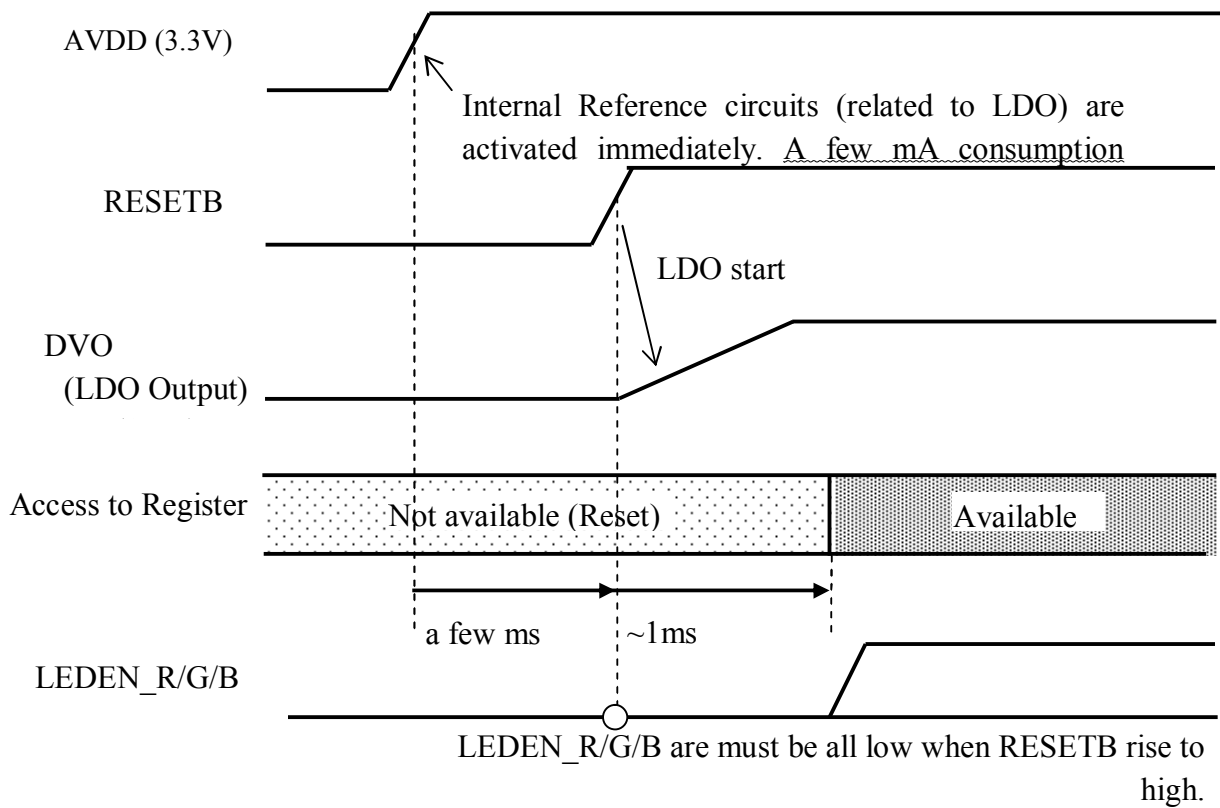 AVDD (3.3V)
Internal Reference circuits (related to LDO) are
activated immediately. A few mA consumption
RESETB
LDO start
DVO
(LDO Output)
Access to Register
Not available (Reset)
Available
a few ms
~1ms
LEDEN_R/G/B
LEDEN_R/G/B are must be all low when RESETB rise to
high.